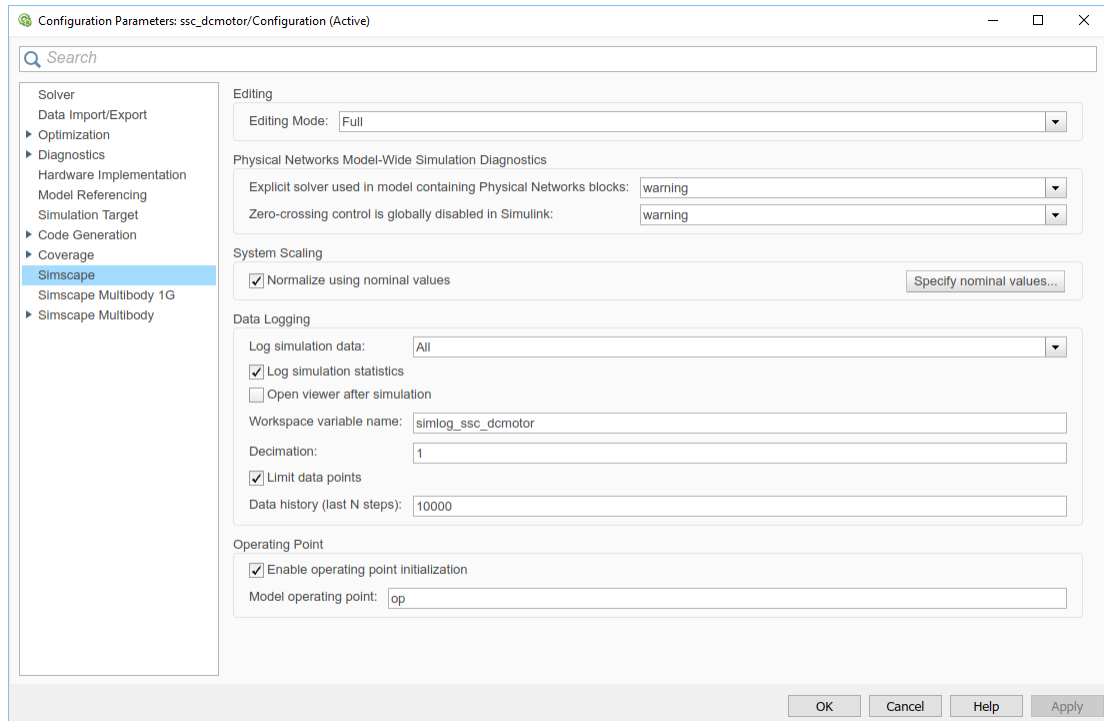 Configuration Parameters: ssc_dcmotor/Configuration (Active)
Search
Solver
Data Import/Export
Optimization
Diagnostics
Hardware Implementation
Model Referencing
Simulation Target
Code Generation
Coverage
Simscape
Simscape Multibody 1G
Simscape Multibody
Editing
Editing Mode: Full
Physical Networks Model-Wide Simulation Diagnostics
Explicit solver used in model containing Physical Networks blocks: warning
Zero-crossing control is globally disabled in Simulink: warning
System Scaling
Normalize using nominal values Specify nominal values...
Data Logging
Log simulation data: All
Log simulation statistics
Open viewer after simulation
Workspace variable name: simlog_ssc_dcmotor
Decimation: 1
Limit data points
Data history (last N steps): 10000
Operating Point
Enable operating point initialization
Model operating point: op
OK Cancel Help Apply